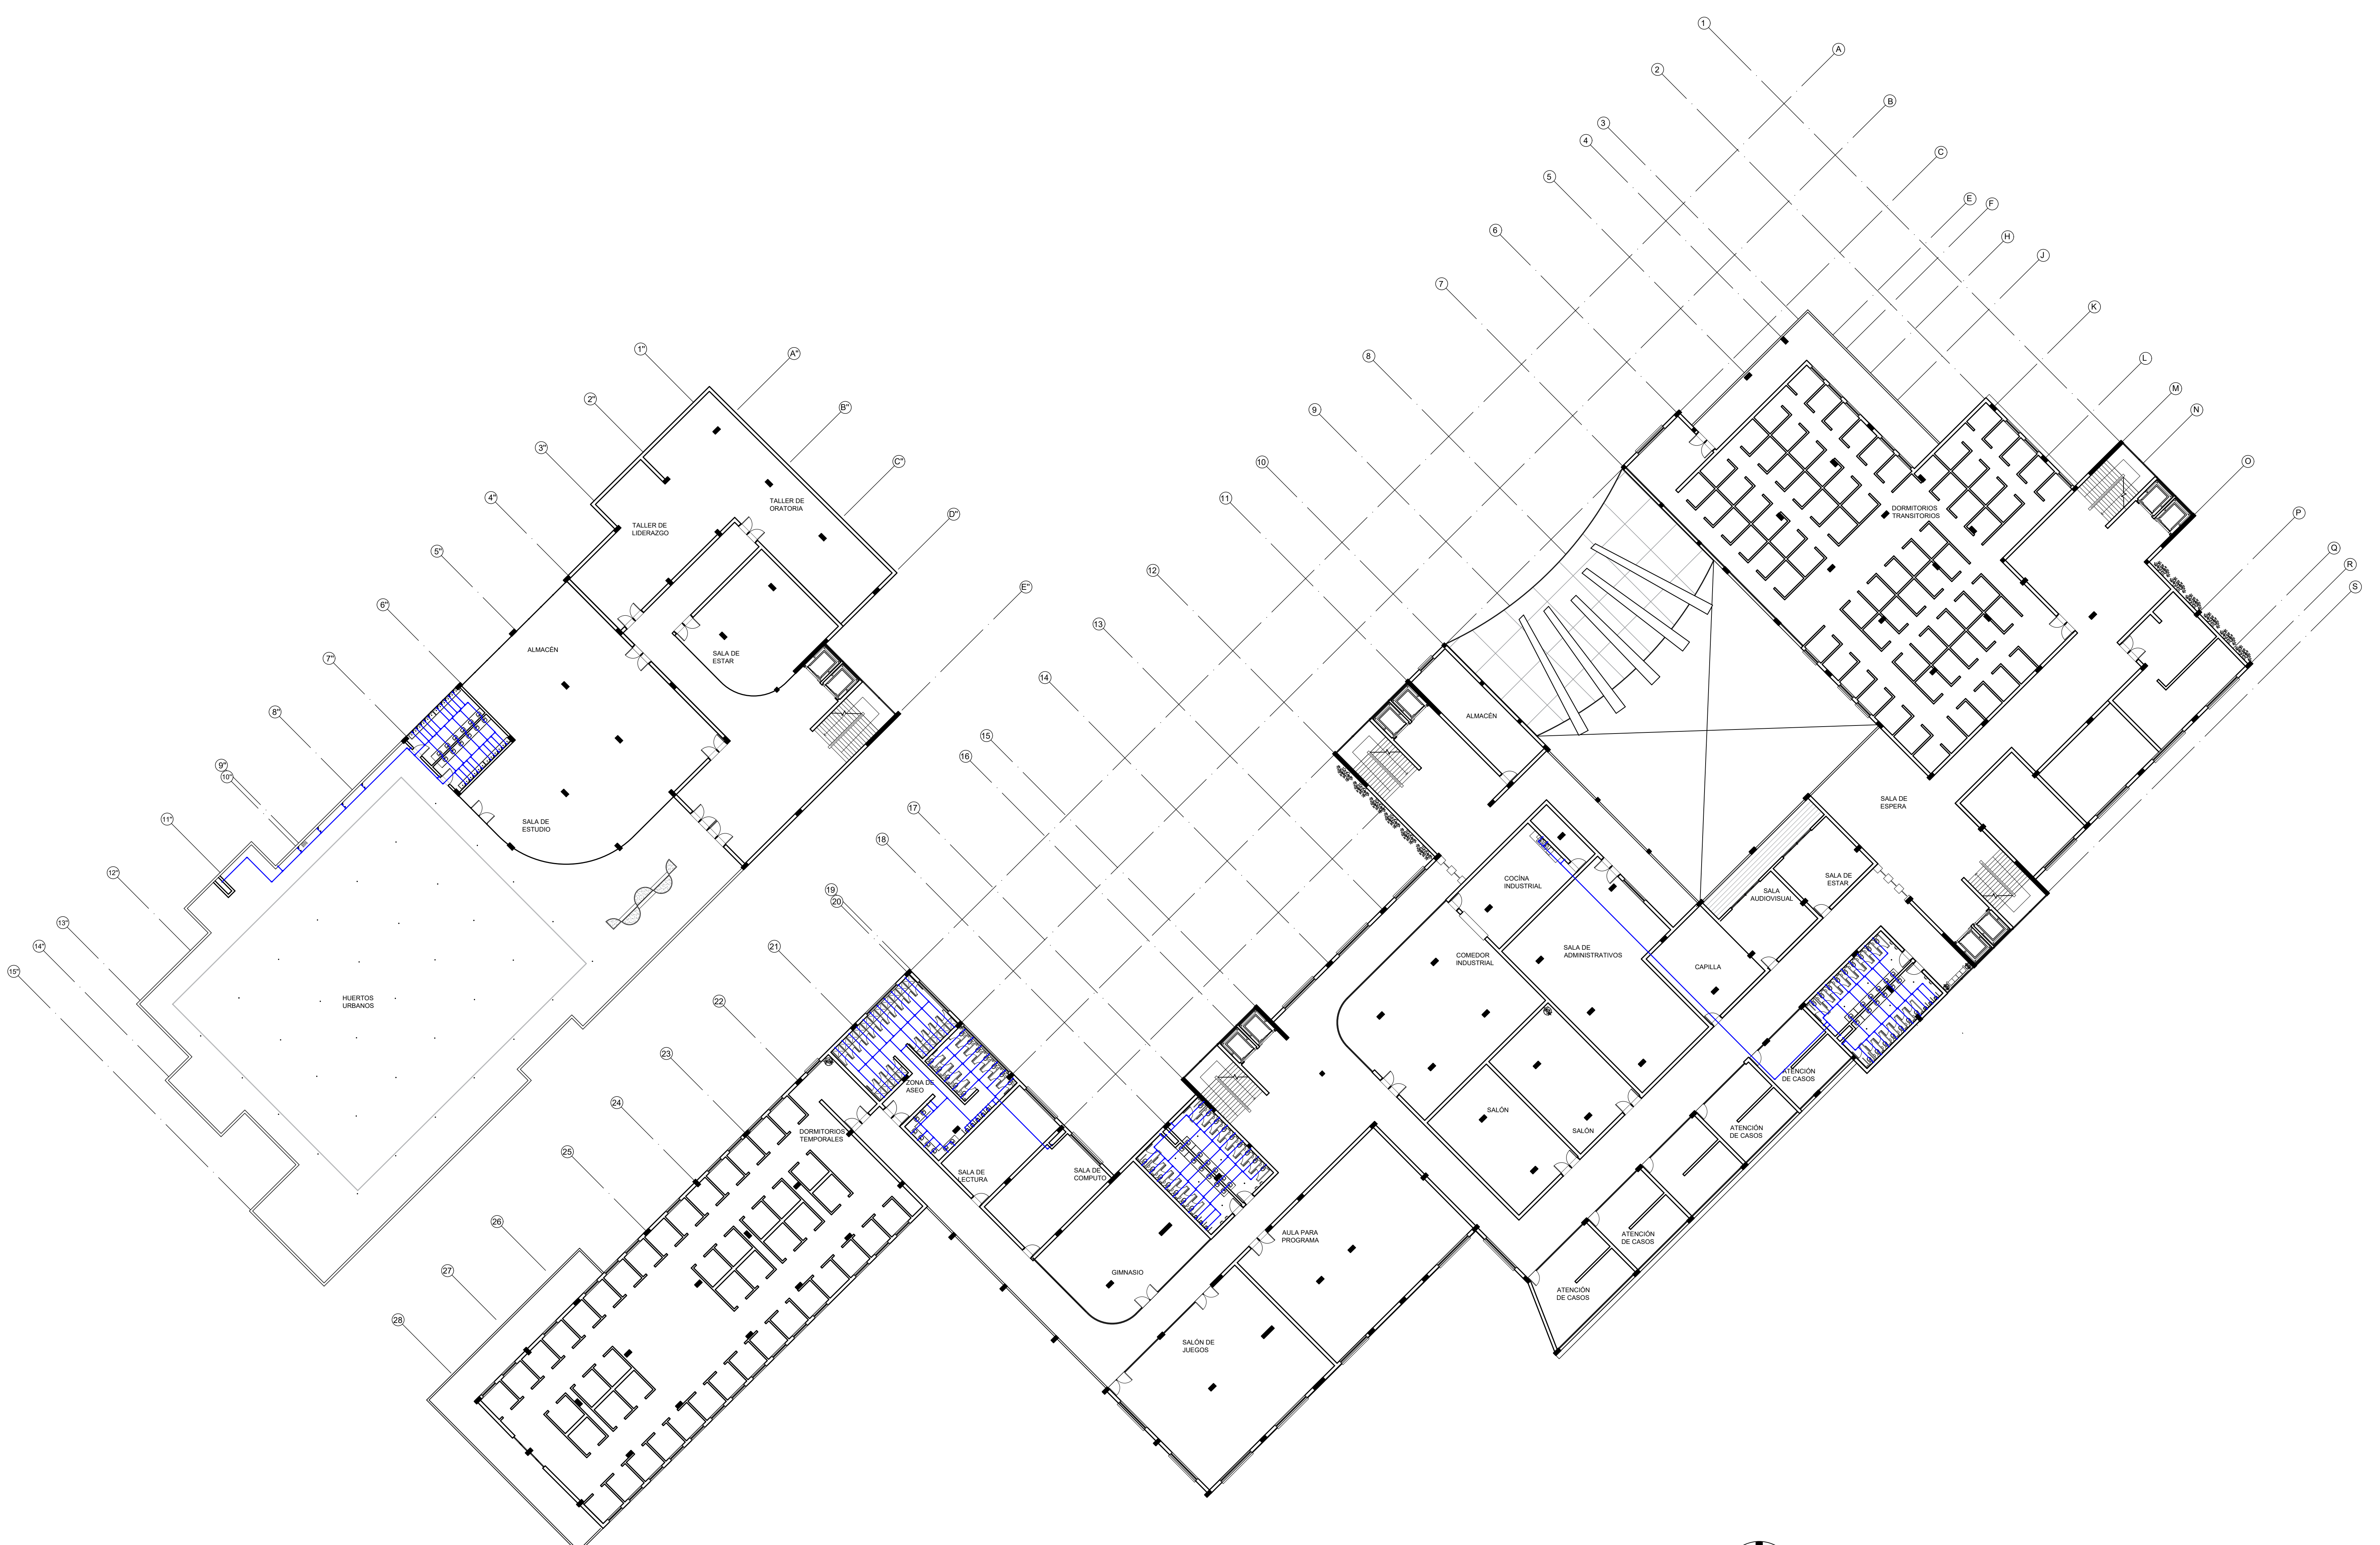 1
A
2
B
3
4
C
5
E
F
6
H
J
7
K
8
L
M
9
N
10
O
11
P
12
Q
R
S
13
14
15
16
17
18
19
20
21
22
23
24
25
26
27
28
1"
A"
2"
B"
3"
C"
4"
D"
5"
E"
6"
7"
8"
9"
10"
11"
12"
13"
14"
15"
TALLER DE
ORATORIA
TALLER DE
LIDERAZGO
SALA DE
ESTAR
ALMACÉN
SALA DE
ESTUDIO
HUERTOS
URBANOS
DORMITORIOS
TRANSITORIOS
ALMACÉN
SALA DE
ESPERA
COCÍNA
INDUSTRIAL
SALA
AUDIOVISUAL
SALA DE
ESTAR
COMEDOR
INDUSTRIAL
SALA DE
ADMINISTRATIVOS
CAPILLA
SALÓN
SALÓN
ATENCIÓN
DE CASOS
ATENCIÓN
DE CASOS
ATENCIÓN
DE CASOS
ATENCIÓN
DE CASOS
ZONA DE
ASEO
DORMITORIOS
TEMPORALES
SALA DE
LECTURA
SALA DE
COMPUTO
GIMNASIO
AULA PARA
PROGRAMA
SALÓN DE
JUEGOS